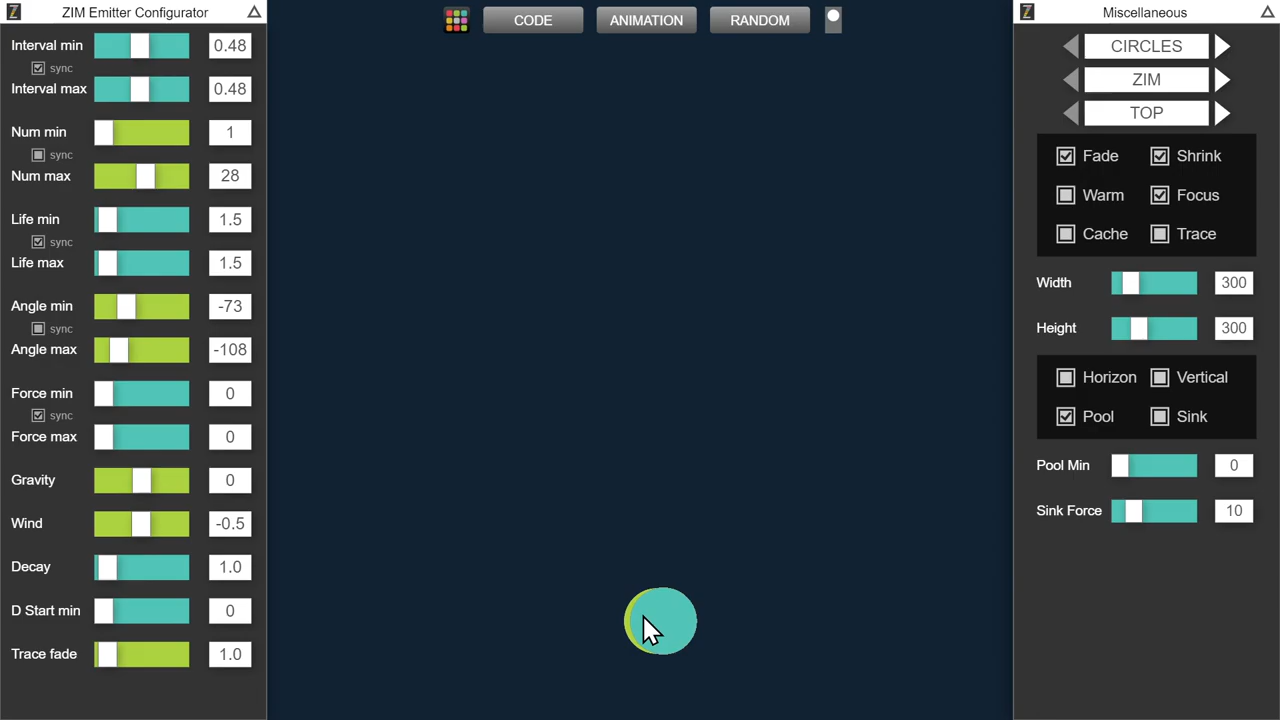 ZIM Emitter Configurator
Interval min 0.48
sync
Interval max 0.48
Num min 1
sync
Num max 28
Life min 1.5
sync
Life max 1.5
Angle min -73
sync
Angle max -108
Force min 0
sync
Force max 0
Gravity 0
Wind -0.5
Decay 1.0
D Start min 0
Trace fade 1.0
CODE ANIMATION RANDOM
Miscellaneous
CIRCLES
ZIM
TOP
Fade Shrink
Warm Focus
Cache Trace
Width 300
Height 300
Horizon Vertical
Pool Sink
Pool Min 0
Sink Force 10